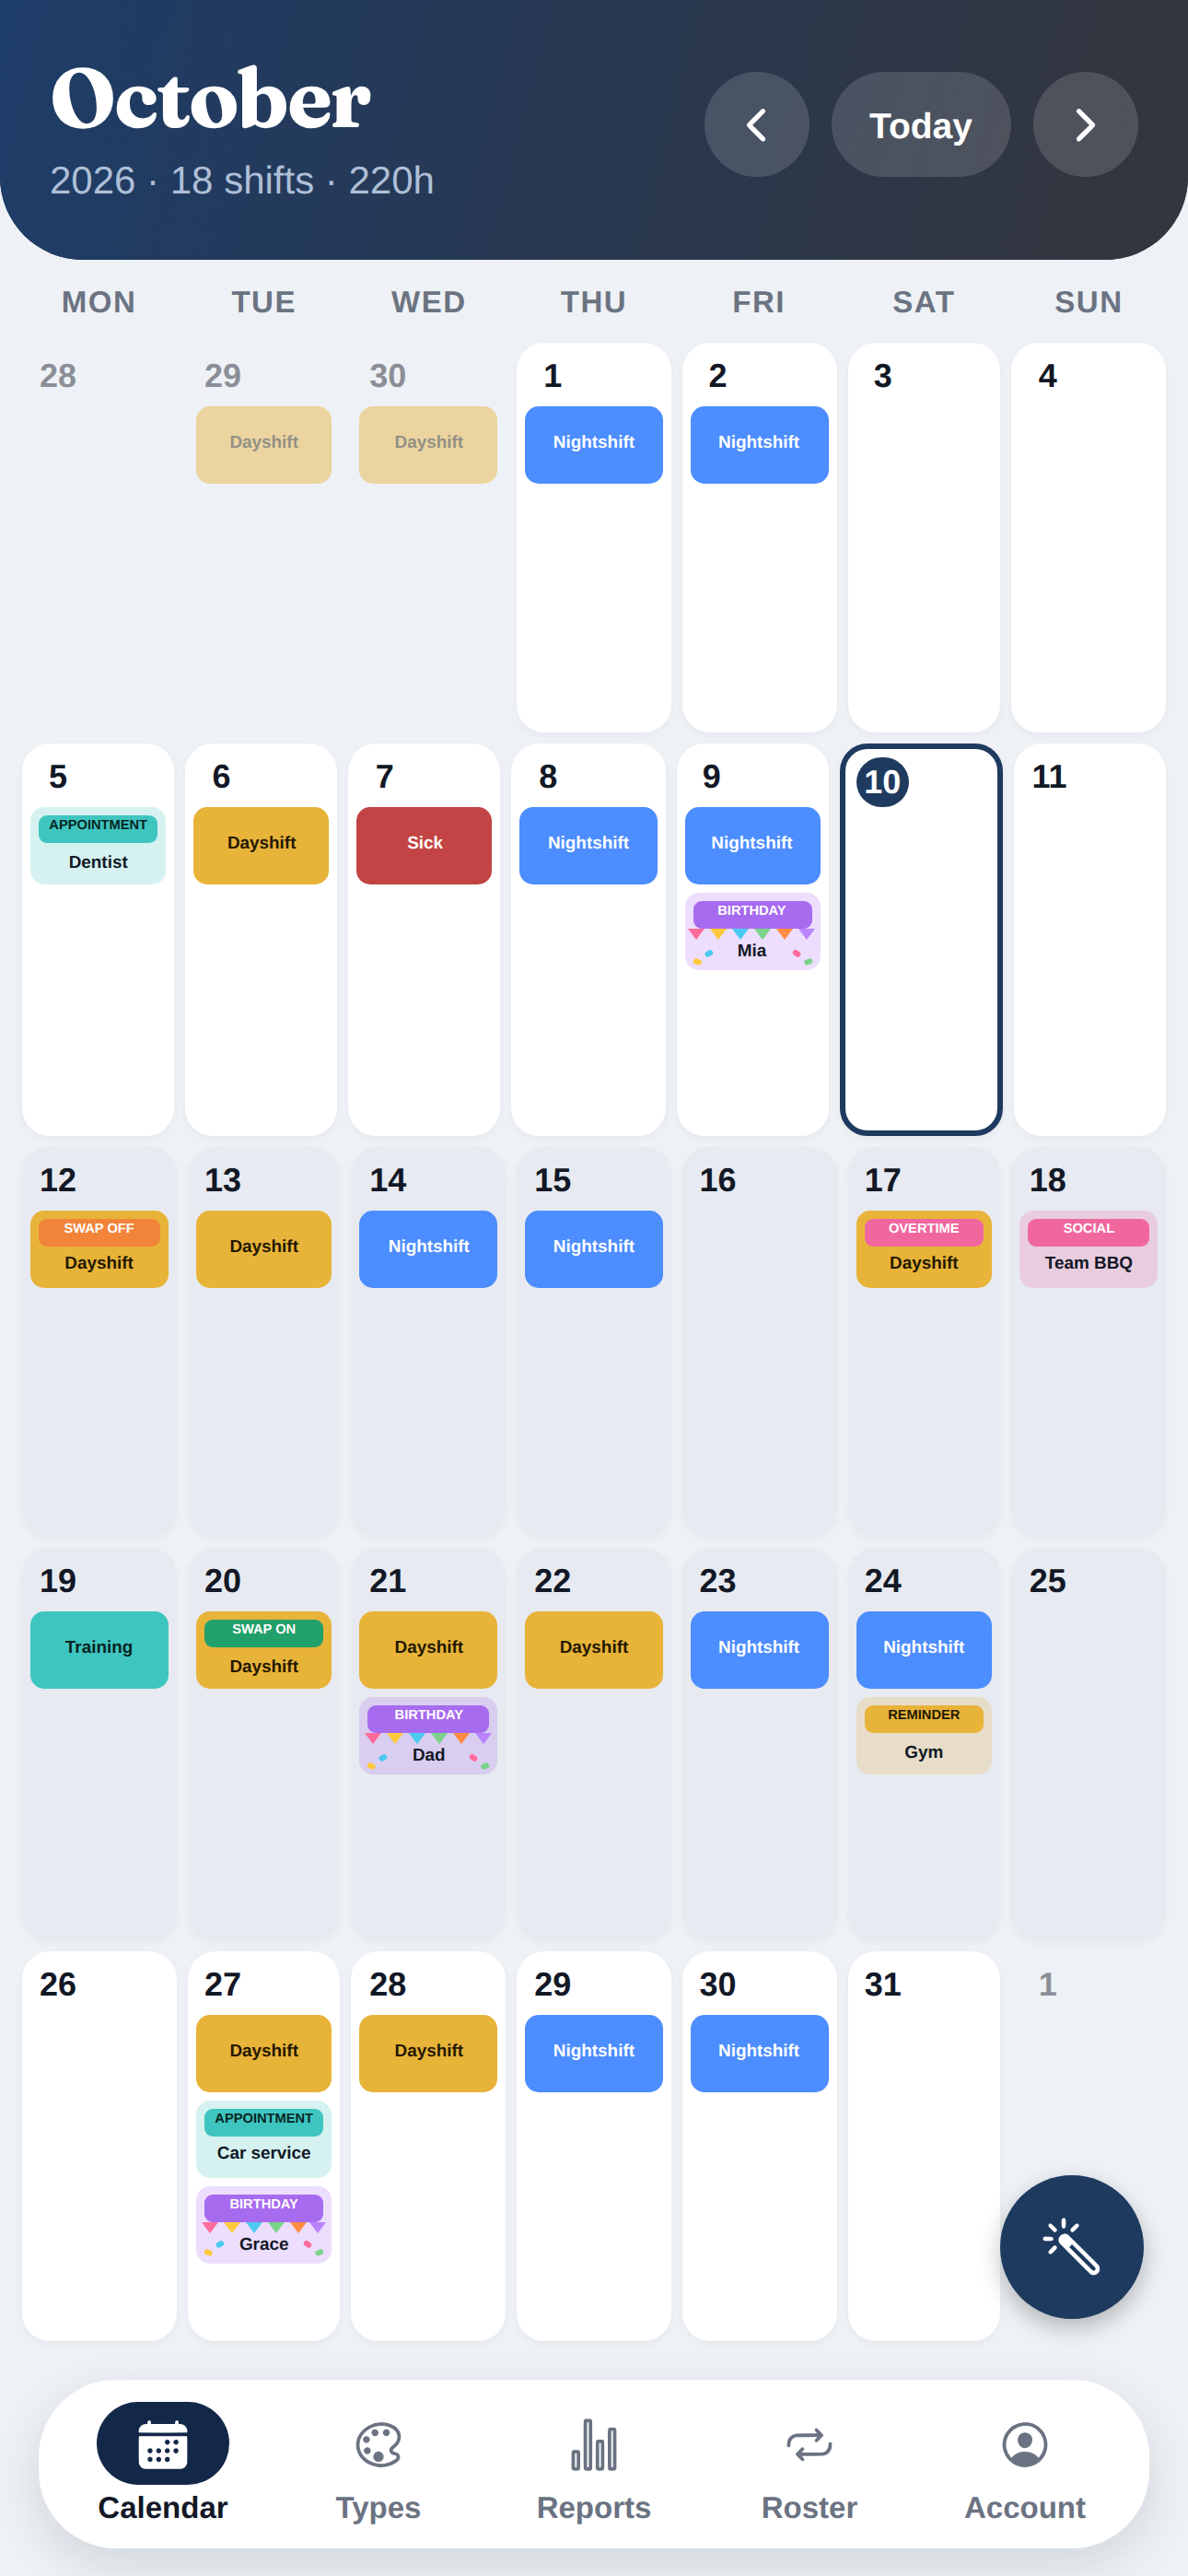 October
2026 · 18 shifts · 220h
Today
MON TUE WED THU FRI SAT SUN
28 29 30 1 2 3 4
Dayshift Dayshift Nightshift Nightshift
5 6 7 8 9 10 11
APPOINTMENT
Dentist
Dayshift
Sick
Nightshift
Nightshift
BIRTHDAY
Mia
12 13 14 15 16 17 18
SWAP OFF
Dayshift
Dayshift
Nightshift
Nightshift
OVERTIME
Dayshift
SOCIAL
Team BBQ
19 20 21 22 23 24 25
Training
SWAP ON
Dayshift
Dayshift
BIRTHDAY
Dad
Dayshift
Nightshift
Nightshift
REMINDER
Gym
26 27 28 29 30 31 1
Dayshift
APPOINTMENT
Car service
BIRTHDAY
Grace
Dayshift
Nightshift
Nightshift
Calendar Types Reports Roster Account